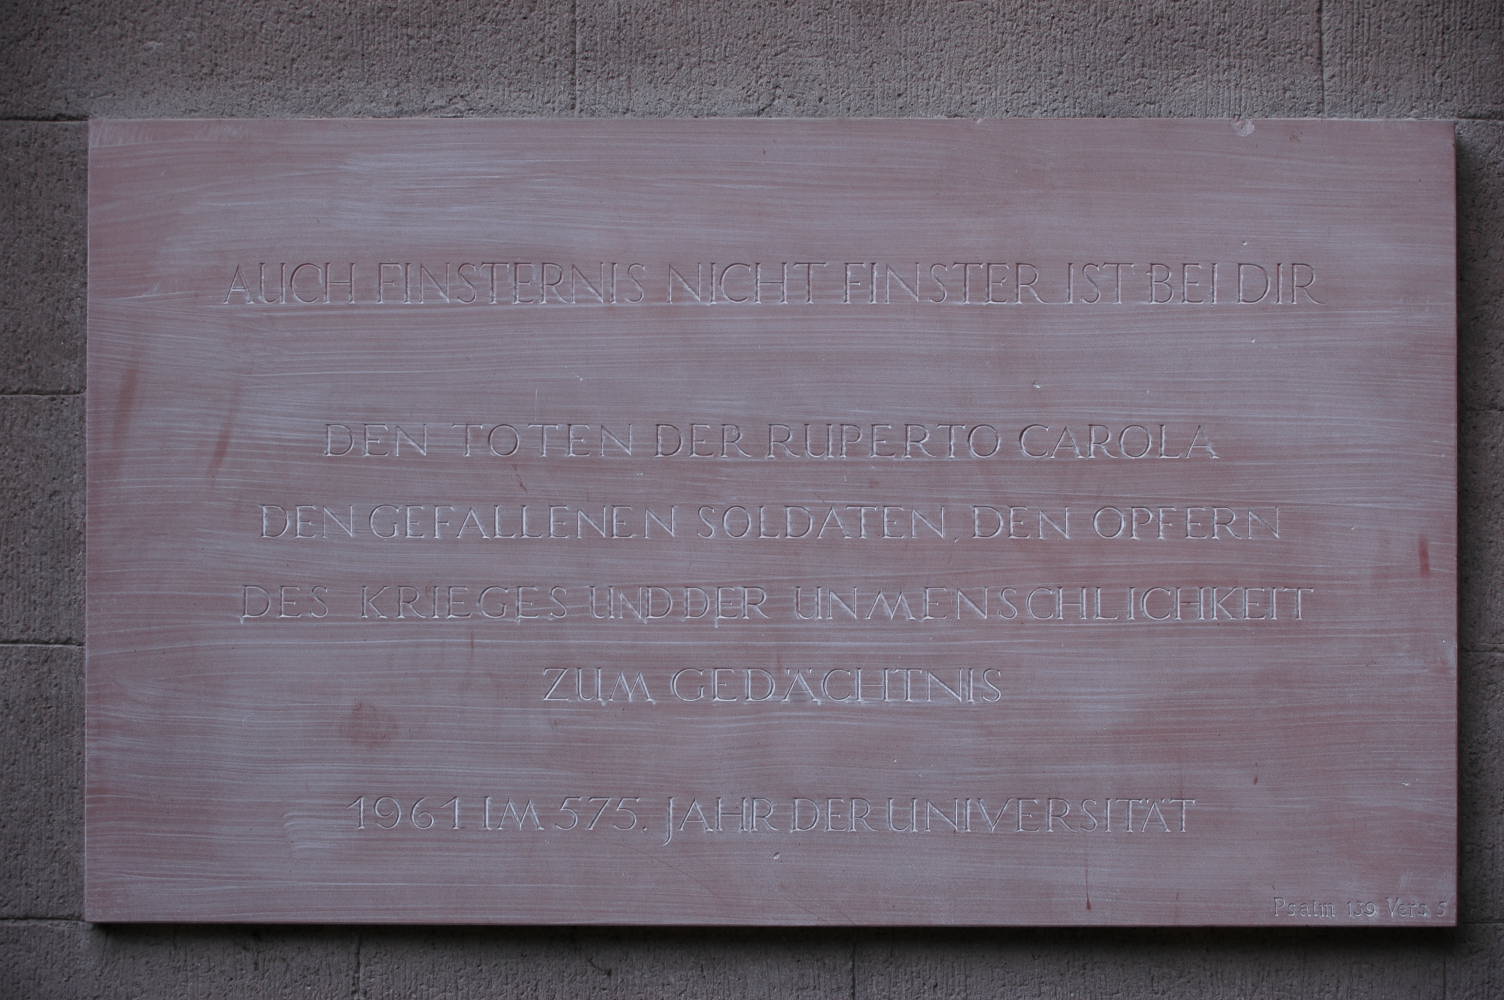 AUCH FINSTERNIS NICHT FINSTER IST BEI DIR
DEN TOTEN DER RUPERTO CAROLA
DEN GEFALLENEN SOLDATEN, DEN OPFERN
DES KRIEGES UND DER UNMENSCHLICHKEIT
ZUM GEDÄCHTNIS
1961 IM 575. JAHR DER UNIVERSITÄT
Psalm 139 Vers 5